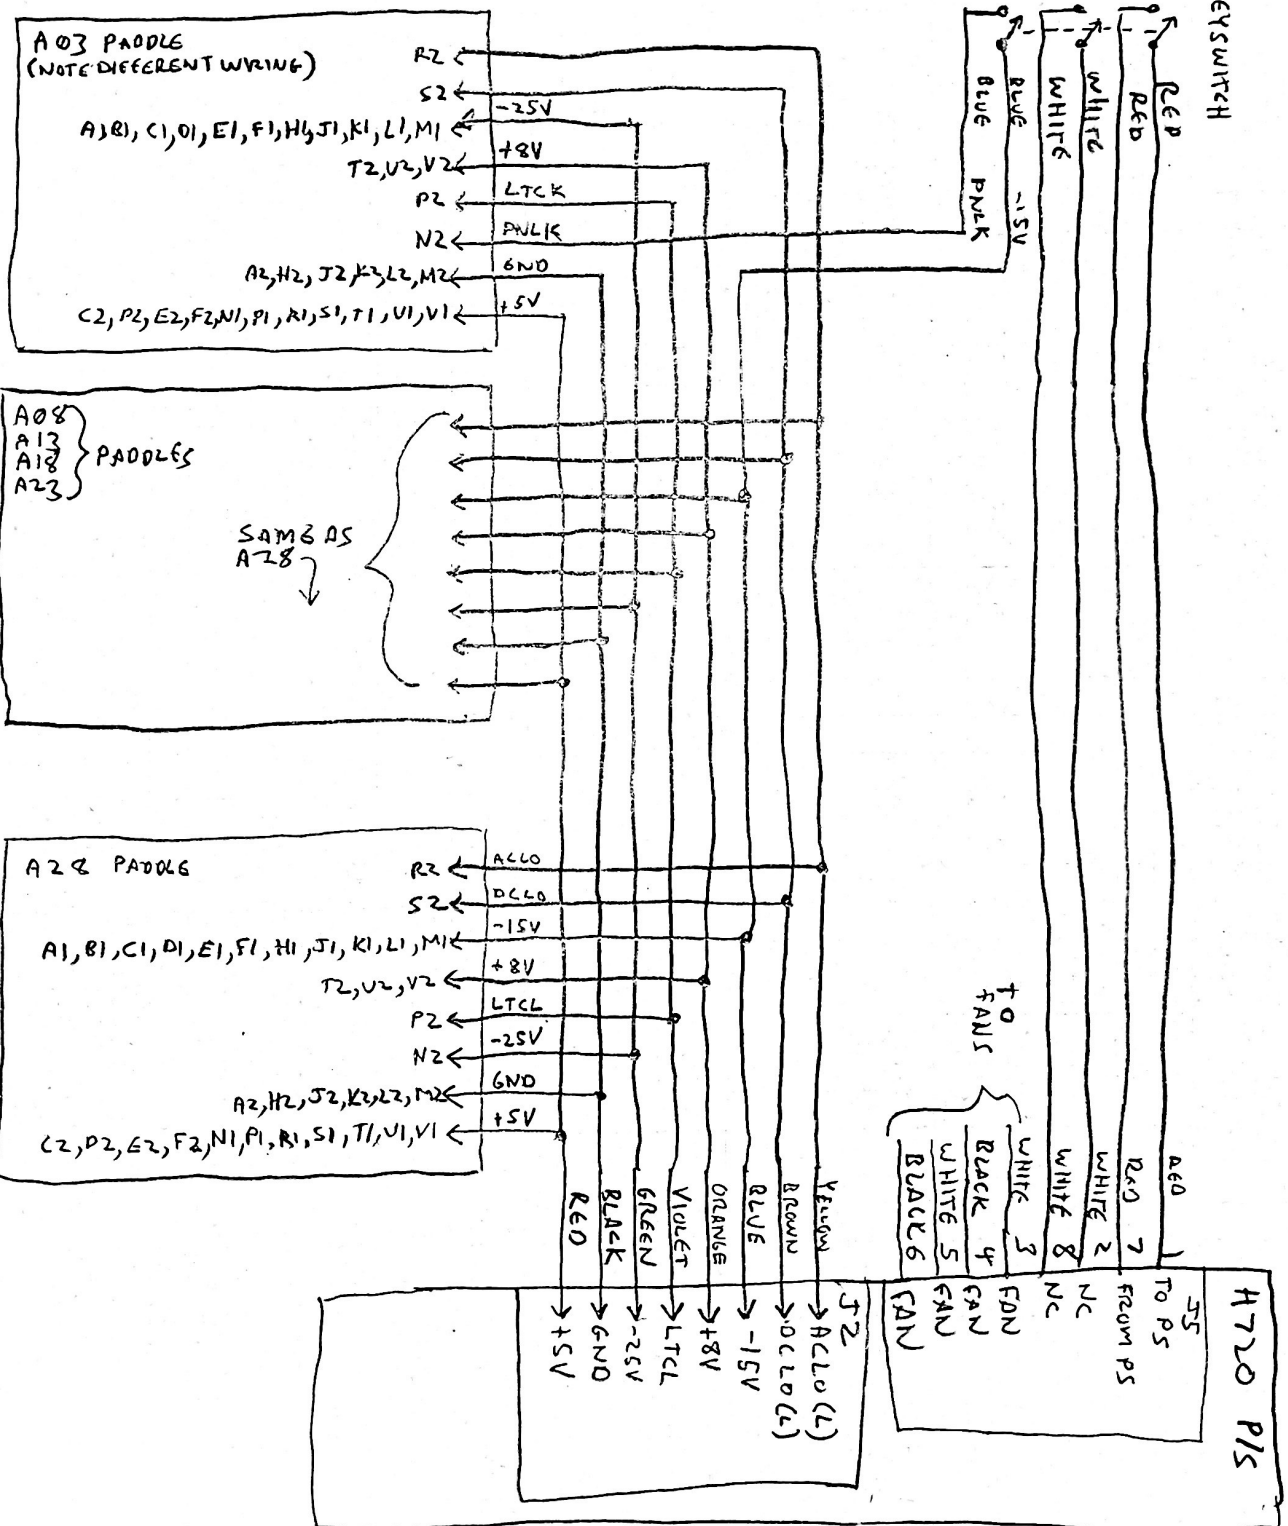 A03 PADDLE
(NOTE DIFFERENT WIRING)
R2
S2
-25V
A1,B1, C1,D1,E1,F1,H1,J1,K1,L1,M1
+8V
T2,U2,V2
LTCK
P2
PNLK
N2
GND
A2,H2, J2,K2,L2,M2
+5V
C2,P2,E2,F2,N1,P1,R1,S1,T1,U1,V1
A08
A13
A18
A23
PADDLES
SAME AS
A28
A28 PADDLE
ACLO
R2
DCLO
S2
-15V
A1,B1,C1,D1,E1,F1,H1,J1,K1,L1,M1
+8V
T2,U2,V2
LTCL
P2
-25V
N2
GND
A2,H2,J2,K2,L2,M2
+5V
C2,D2,E2,F2,N1,P1,R1,S1,T1,U1,V1
EYSWITCH
RED
RED
WHITE
WHITE
BLUE -15V
BLUE PNLK
TO
FANS
RED 1
RED 7
WHITE 2
WHITE 8
WHITE 3
BLACK 4
WHITE 5
BLACK 6
YELLOW
BROWN
BLUE
ORANGE
VIOLET
GREEN
BLACK
RED
H720 P/S
J5
TO PS
FROM PS
NC
NC
FAN
FAN
FAN
FAN
J2
ACLO(L)
DCLO(L)
-15V
+8V
LTCL
-25V
GND
+5V